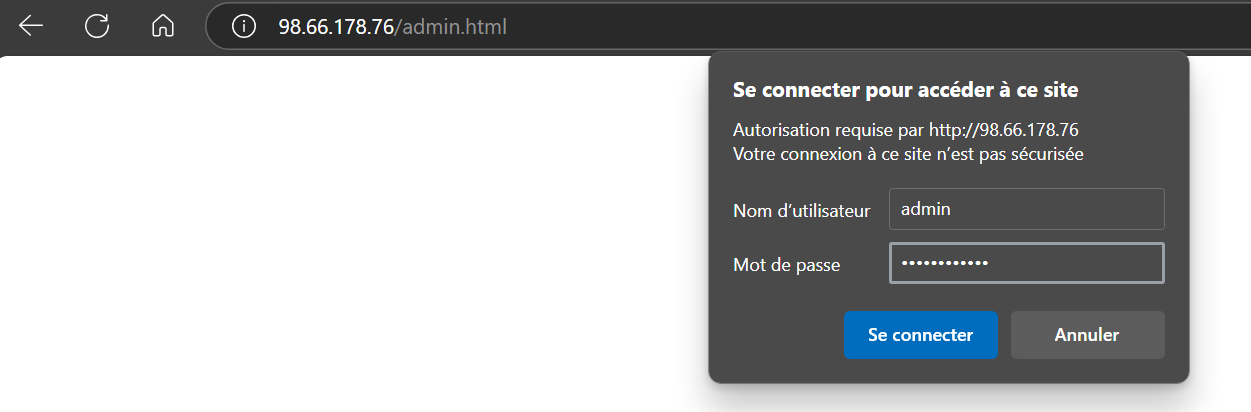 98.66.178.76/admin.html
Se connecter pour accéder à ce site
Autorisation requise par http://98.66.178.76
Votre connexion à ce site n’est pas sécurisée
Nom d’utilisateur admin
Mot de passe ••••••••••••
Se connecter Annuler